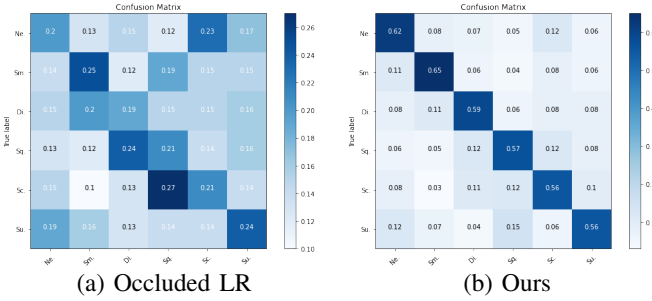 Confusion Matrix
Ne. 0.2 0.13 0.15 0.12 0.23 0.17
Sm. 0.14 0.25 0.12 0.19 0.15 0.15
Di. 0.15 0.2 0.19 0.15 0.15 0.16
Sq. 0.13 0.12 0.24 0.21 0.14 0.16
Sc. 0.15 0.1 0.13 0.27 0.21 0.14
Su. 0.19 0.16 0.13 0.14 0.14 0.24
True label
Ne. Sm. Di. Sq. Sc. Su.
0.26
0.24
0.22
0.20
0.18
0.16
0.14
0.12
0.10
(a) Occluded LR
Confusion Matrix
Ne. 0.62 0.08 0.07 0.05 0.12 0.06
Sm. 0.11 0.65 0.06 0.04 0.08 0.06
Di. 0.08 0.11 0.59 0.06 0.08 0.08
Sq. 0.06 0.05 0.12 0.57 0.12 0.08
Sc. 0.08 0.03 0.11 0.12 0.56 0.1
Su. 0.12 0.07 0.04 0.15 0.06 0.56
True label
Ne. Sm. Di. Sq. Sc. Su.
(b) Ours